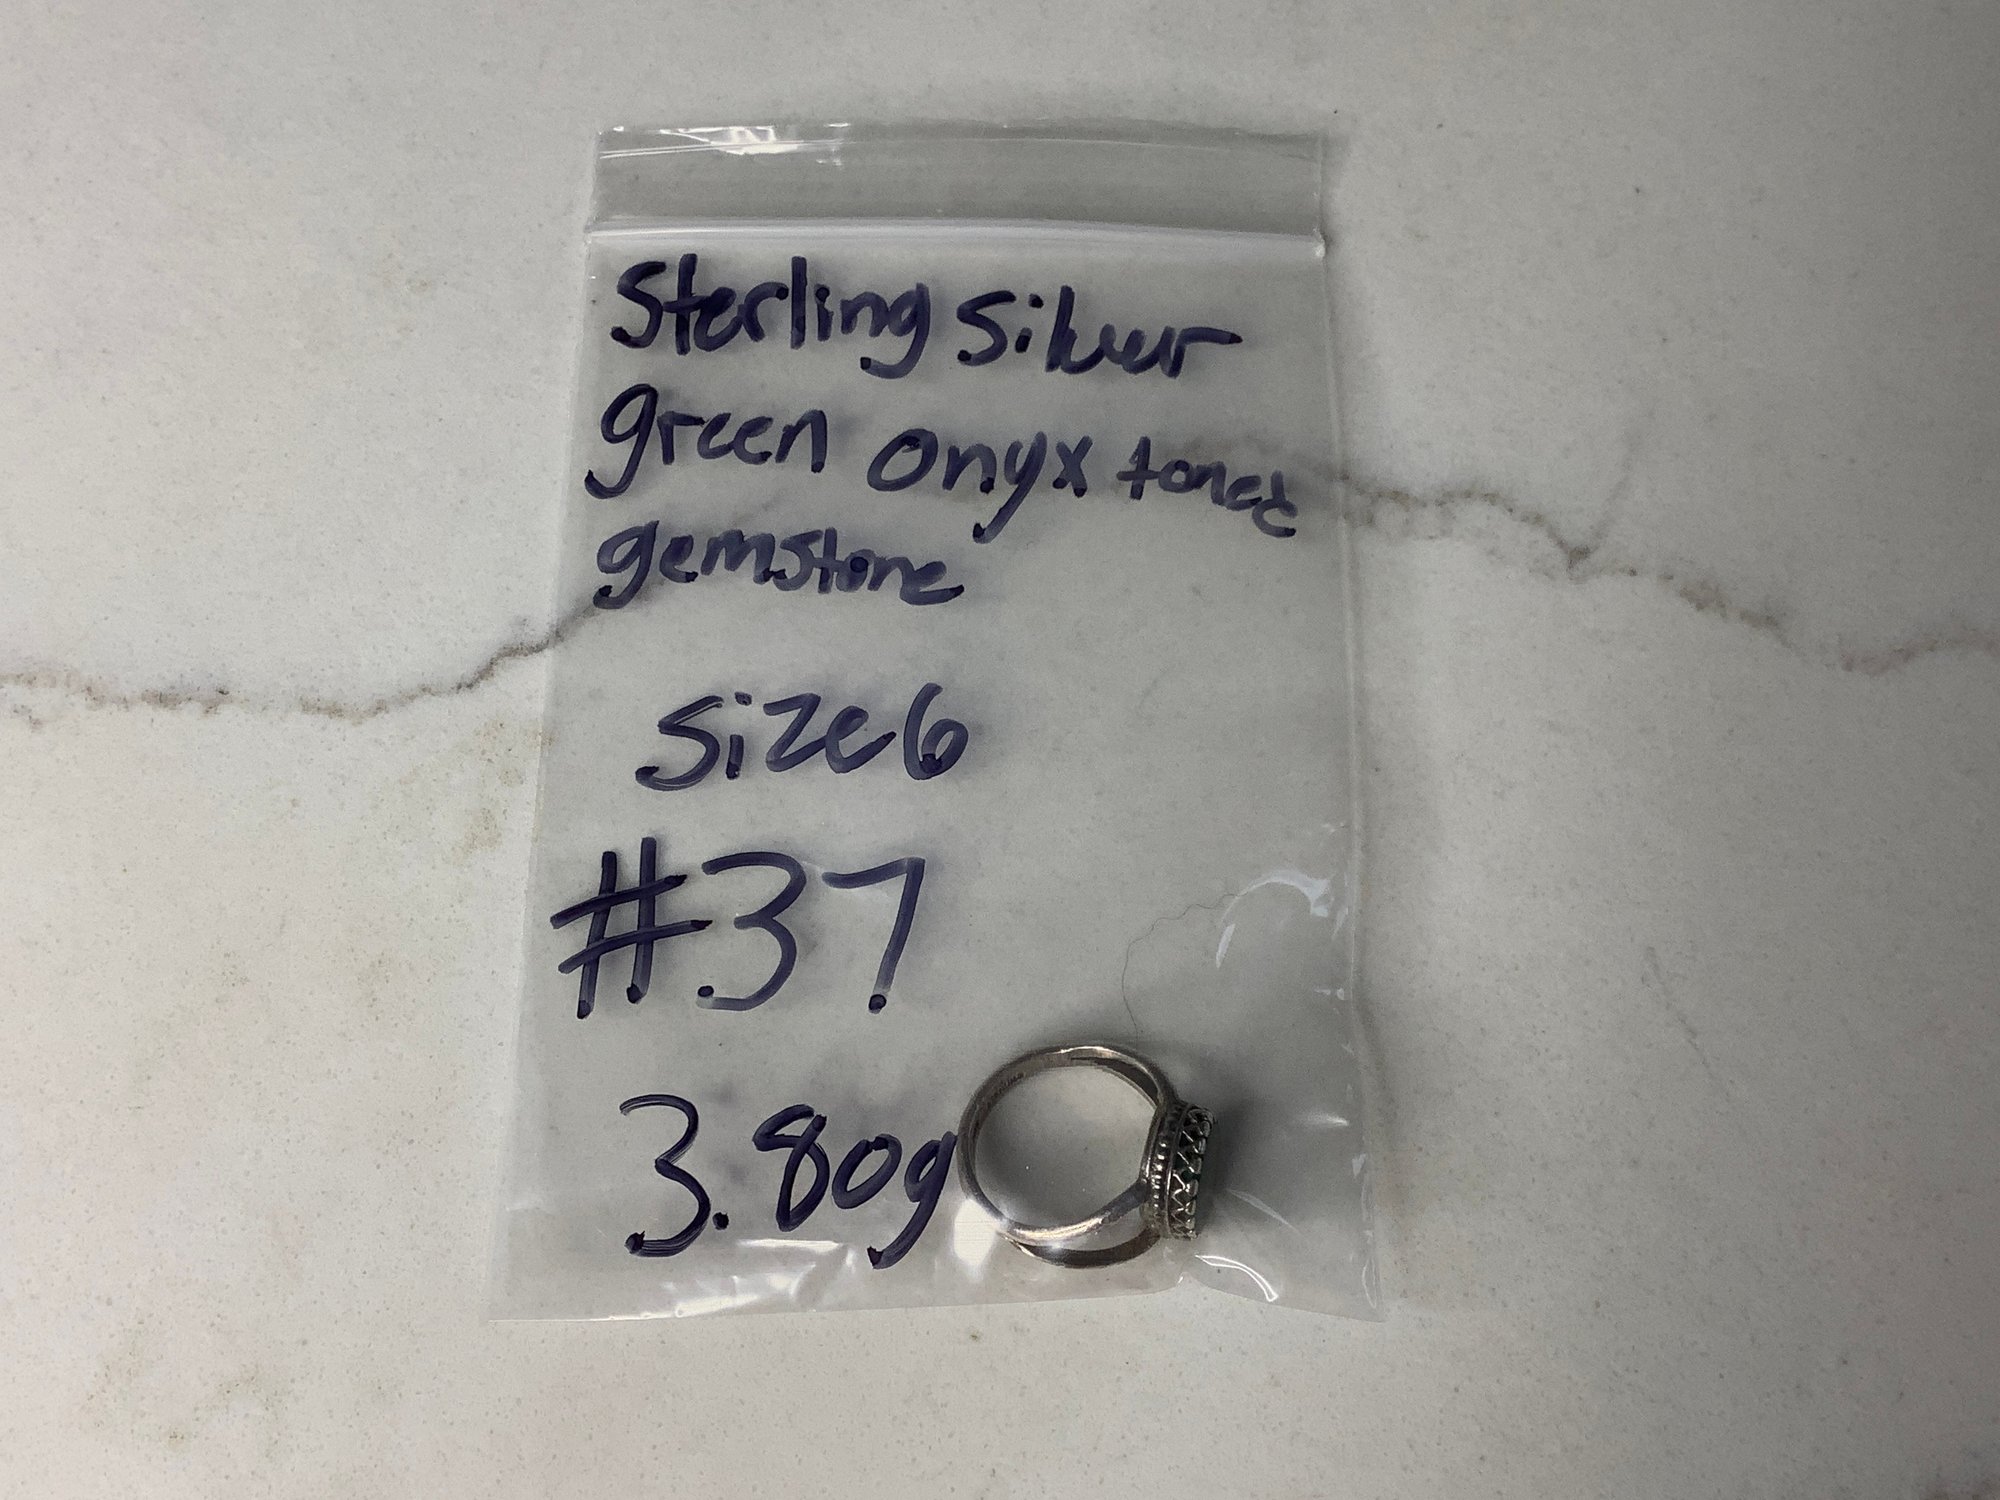 Sterling Silver
green onyx toned
gemstone
size 6
#37
3.80g